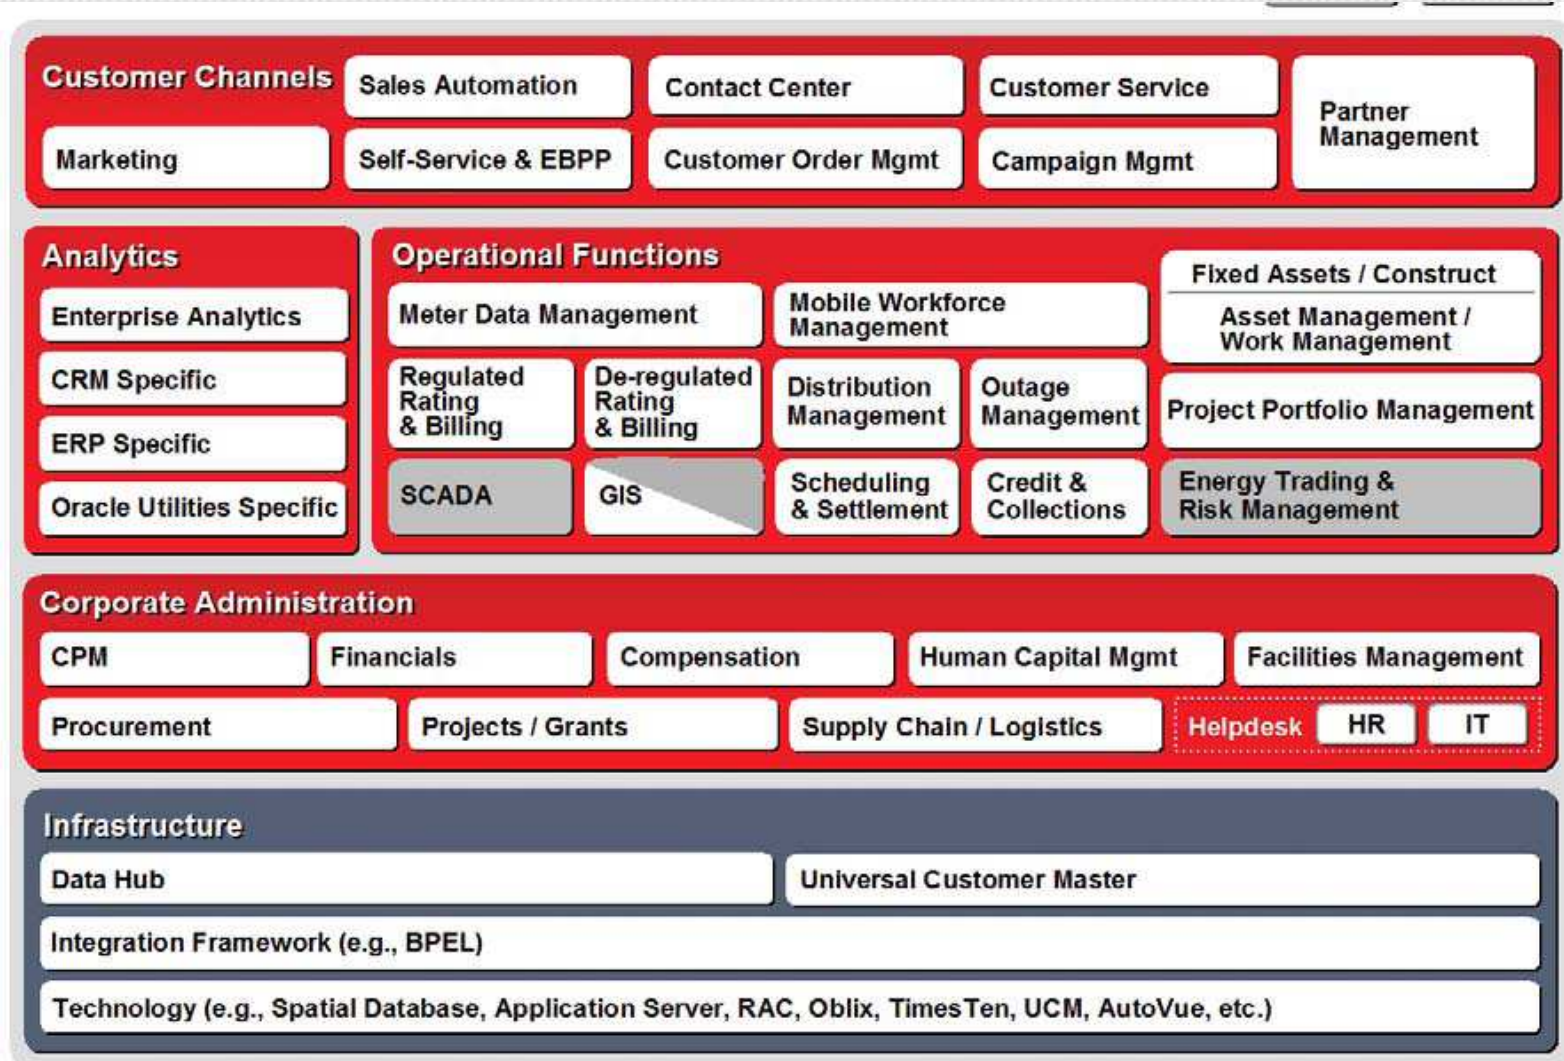 Customer Channels
Sales Automation
Contact Center
Customer Service
Partner
Management
Marketing
Self-Service & EBPP
Customer Order Mgmt
Campaign Mgmt
Analytics
Enterprise Analytics
CRM Specific
ERP Specific
Oracle Utilities Specific
Operational Functions
Meter Data Management
Mobile Workforce
Management
Fixed Assets / Construct
Asset Management /
Work Management
Regulated
Rating
& Billing
De-regulated
Rating
& Billing
Distribution
Management
Outage
Management
Project Portfolio Management
SCADA
GIS
Scheduling
& Settlement
Credit &
Collections
Energy Trading &
Risk Management
Corporate Administration
CPM
Financials
Compensation
Human Capital Mgmt
Facilities Management
Procurement
Projects / Grants
Supply Chain / Logistics
Helpdesk
HR
IT
Infrastructure
Data Hub
Universal Customer Master
Integration Framework (e.g., BPEL)
Technology (e.g., Spatial Database, Application Server, RAC, Oblix, TimesTen, UCM, AutoVue, etc.)